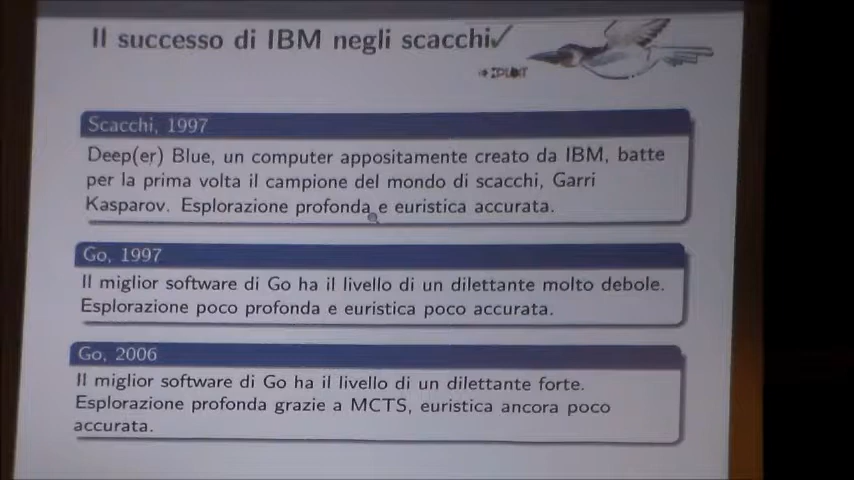 Il successo di IBM negli scacchi✓
Scacchi, 1997
Deep(er) Blue, un computer appositamente creato da IBM, batte
per la prima volta il campione del mondo di scacchi, Garri
Kasparov. Esplorazione profonda e euristica accurata.
Go, 1997
Il miglior software di Go ha il livello di un dilettante molto debole.
Esplorazione poco profonda e euristica poco accurata.
Go, 2006
Il miglior software di Go ha il livello di un dilettante forte.
Esplorazione profonda grazie a MCTS, euristica ancora poco
accurata.